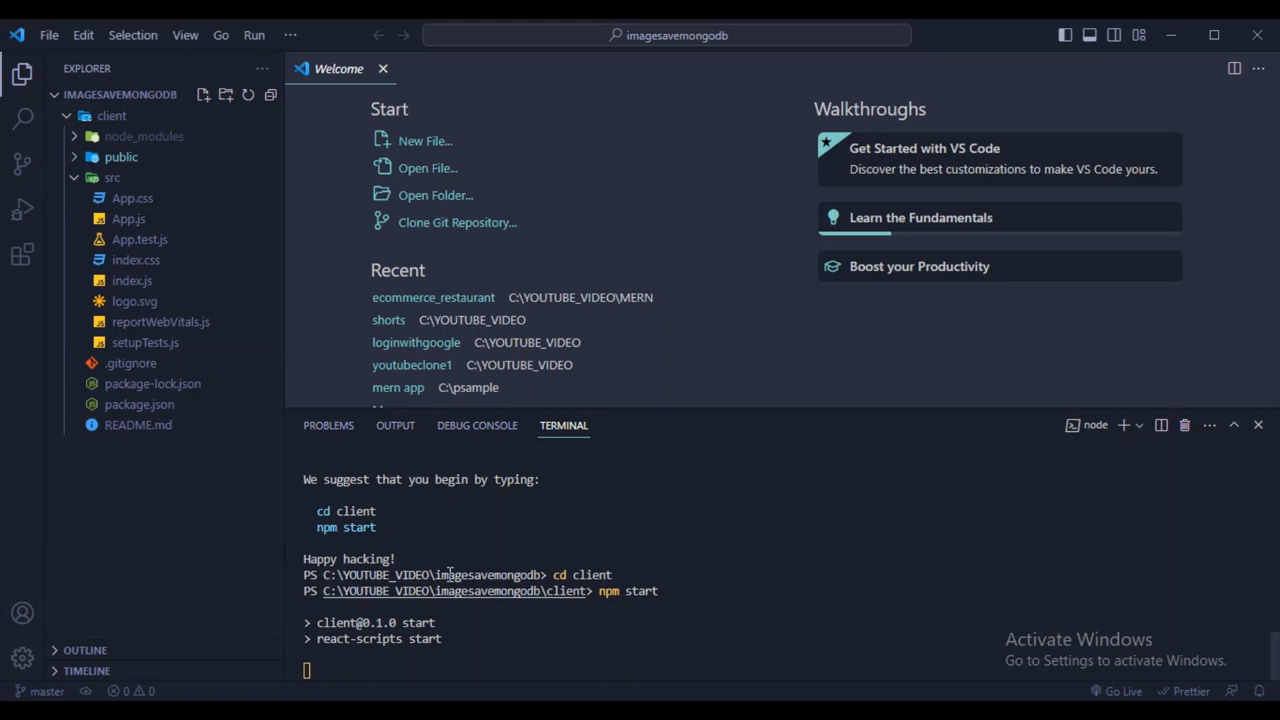 File Edit Selection View Go Run ···
imagesavemongodb
EXPLORER
IMAGESAVEMONGODB
client
node_modules
public
src
App.css
App.js
App.test.js
index.css
index.js
logo.svg
reportWebVitals.js
setupTests.js
.gitignore
package-lock.json
package.json
README.md
OUTLINE
TIMELINE
Welcome
Start
New File...
Open File...
Open Folder...
Clone Git Repository...
Recent
ecommerce_restaurant C:\YOUTUBE_VIDEO\MERN
shorts C:\YOUTUBE_VIDEO
loginwithgoogle C:\YOUTUBE_VIDEO
youtubeclone1 C:\YOUTUBE_VIDEO
mern app C:\psample
Walkthroughs
Get Started with VS Code
Discover the best customizations to make VS Code yours.
Learn the Fundamentals
Boost your Productivity
PROBLEMS OUTPUT DEBUG CONSOLE TERMINAL
node
We suggest that you begin by typing:
cd client
npm start
Happy hacking!
PS C:\YOUTUBE_VIDEO\imagesavemongodb> cd client
PS C:\YOUTUBE_VIDEO\imagesavemongodb\client> npm start
> client@0.1.0 start
> react-scripts start
Activate Windows
Go to Settings to activate Windows.
master 0 0
Go Live Prettier